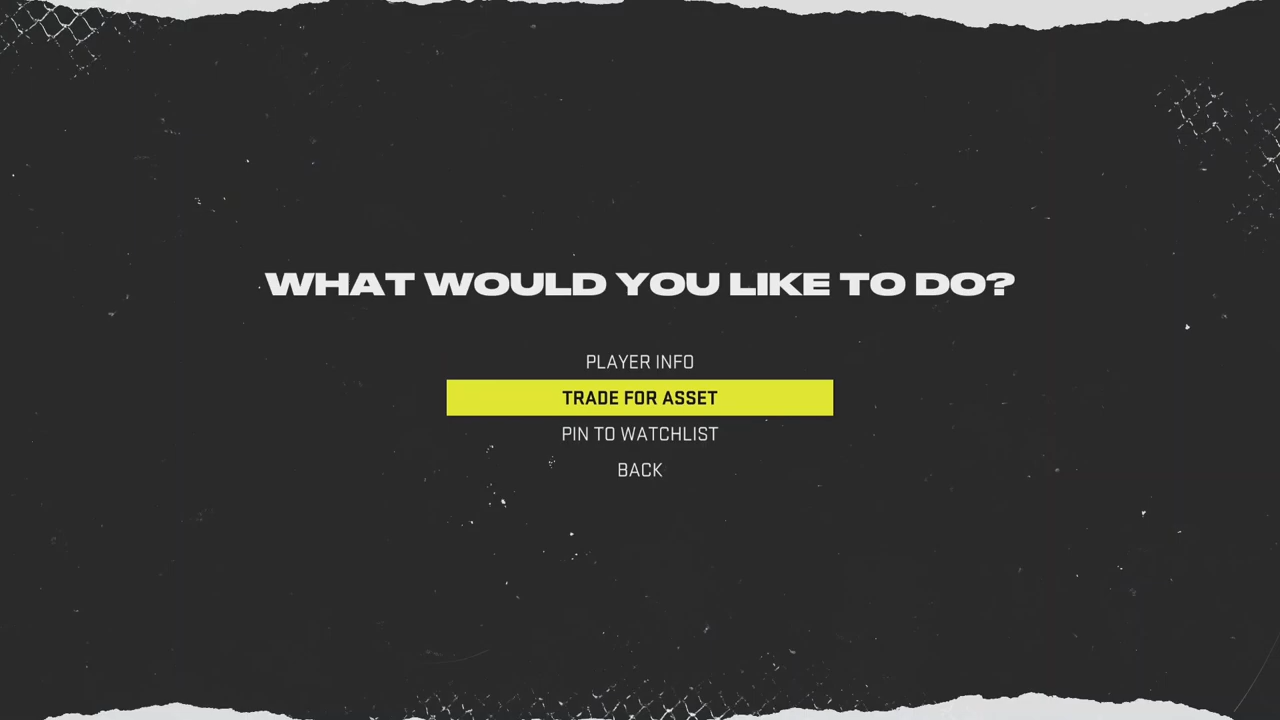 WHAT WOULD YOU LIKE TO DO?
PLAYER INFO
TRADE FOR ASSET
PIN TO WATCHLIST
BACK